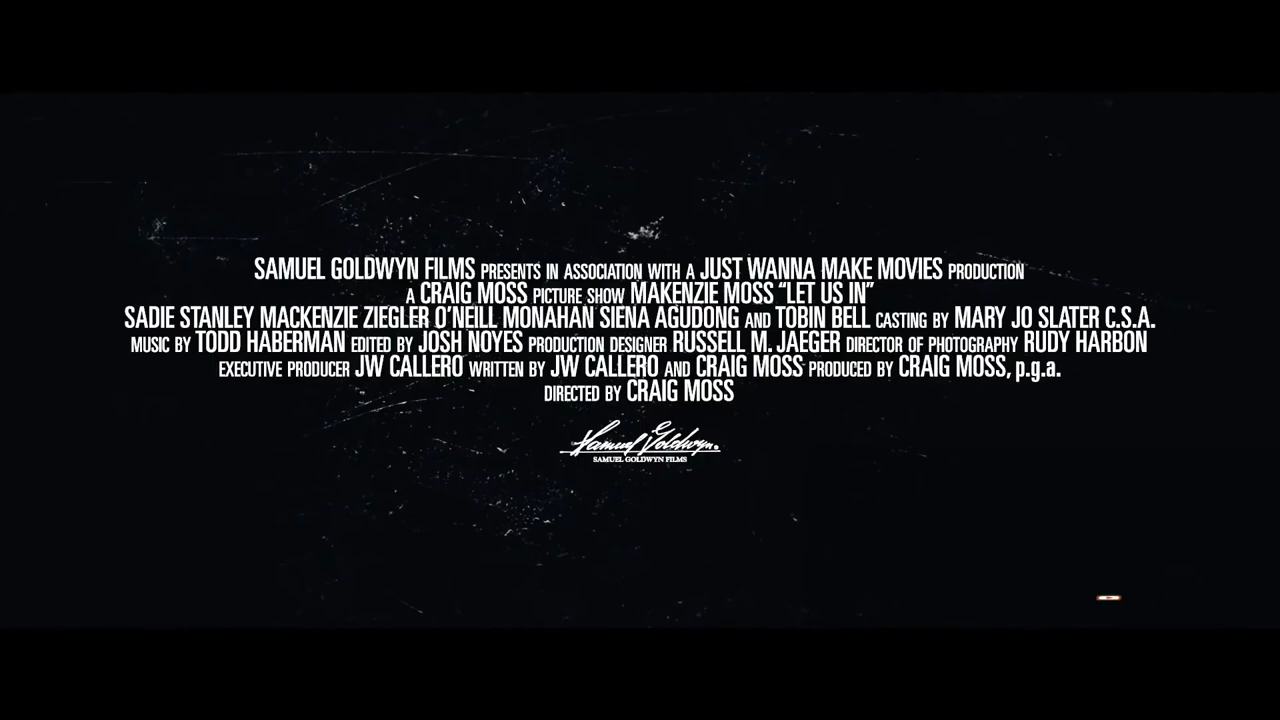 SAMUEL GOLDWYN FILMS PRESENTS IN ASSOCIATION WITH A JUST WANNA MAKE MOVIES PRODUCTION
A CRAIG MOSS PICTURE SHOW MAKENZIE MOSS “LET US IN”
SADIE STANLEY MACKENZIE ZIEGLER O'NEILL MONAHAN SIENA AGUDONG AND TOBIN BELL CASTING BY MARY JO SLATER C.S.A.
MUSIC BY TODD HABERMAN EDITED BY JOSH NOYES PRODUCTION DESIGNER RUSSELL M. JAEGER DIRECTOR OF PHOTOGRAPHY RUDY HARBON
EXECUTIVE PRODUCER JW CALLERO WRITTEN BY JW CALLERO AND CRAIG MOSS PRODUCED BY CRAIG MOSS, p.g.a.
DIRECTED BY CRAIG MOSS
Samuel Goldwyn.
SAMUEL GOLDWYN FILMS